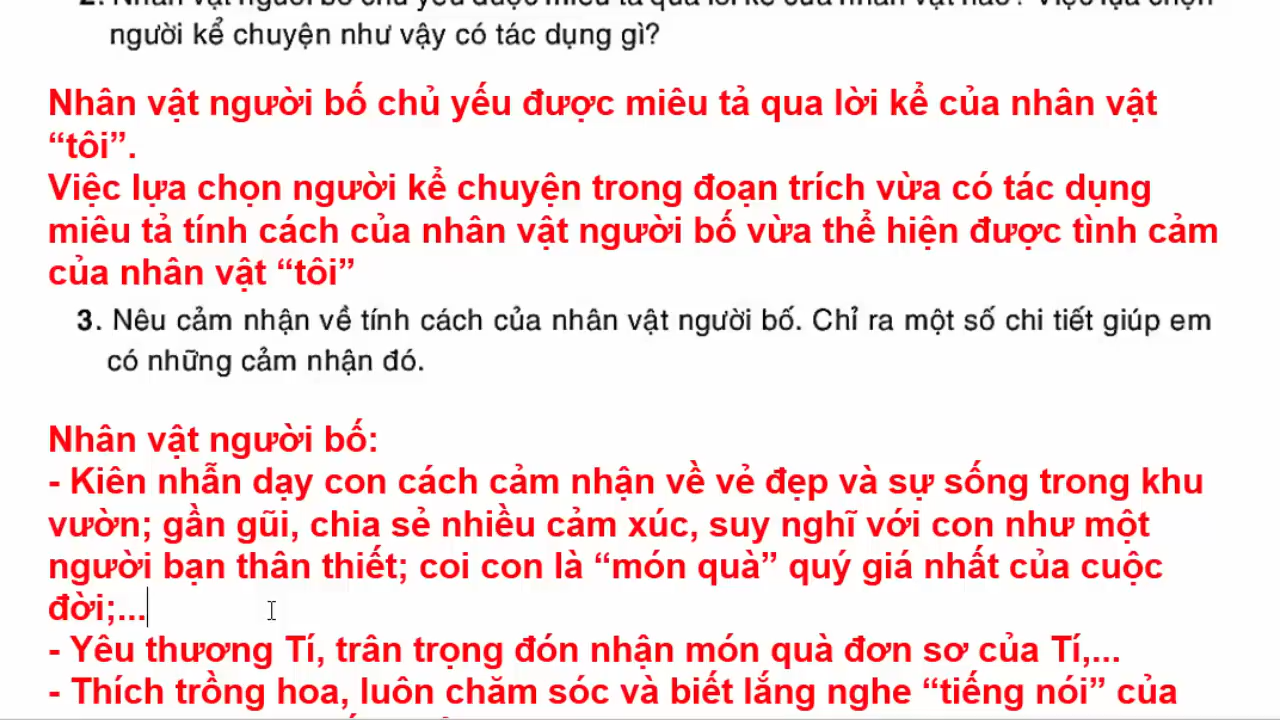 người kể chuyện như vậy có tác dụng gì?
Nhân vật người bố chủ yếu được miêu tả qua lời kể của nhân vật
“tôi”.
Việc lựa chọn người kể chuyện trong đoạn trích vừa có tác dụng
miêu tả tính cách của nhân vật người bố vừa thể hiện được tình cảm
của nhân vật “tôi”
3. Nêu cảm nhận về tính cách của nhân vật người bố. Chỉ ra một số chi tiết giúp em
có những cảm nhận đó.
Nhân vật người bố:
- Kiên nhẫn dạy con cách cảm nhận về vẻ đẹp và sự sống trong khu
vườn; gần gũi, chia sẻ nhiều cảm xúc, suy nghĩ với con như một
người bạn thân thiết; coi con là “món quà” quý giá nhất của cuộc
đời;...
- Yêu thương Tí, trân trọng đón nhận món quà đơn sơ của Tí,...
- Thích trồng hoa, luôn chăm sóc và biết lắng nghe “tiếng nói” của